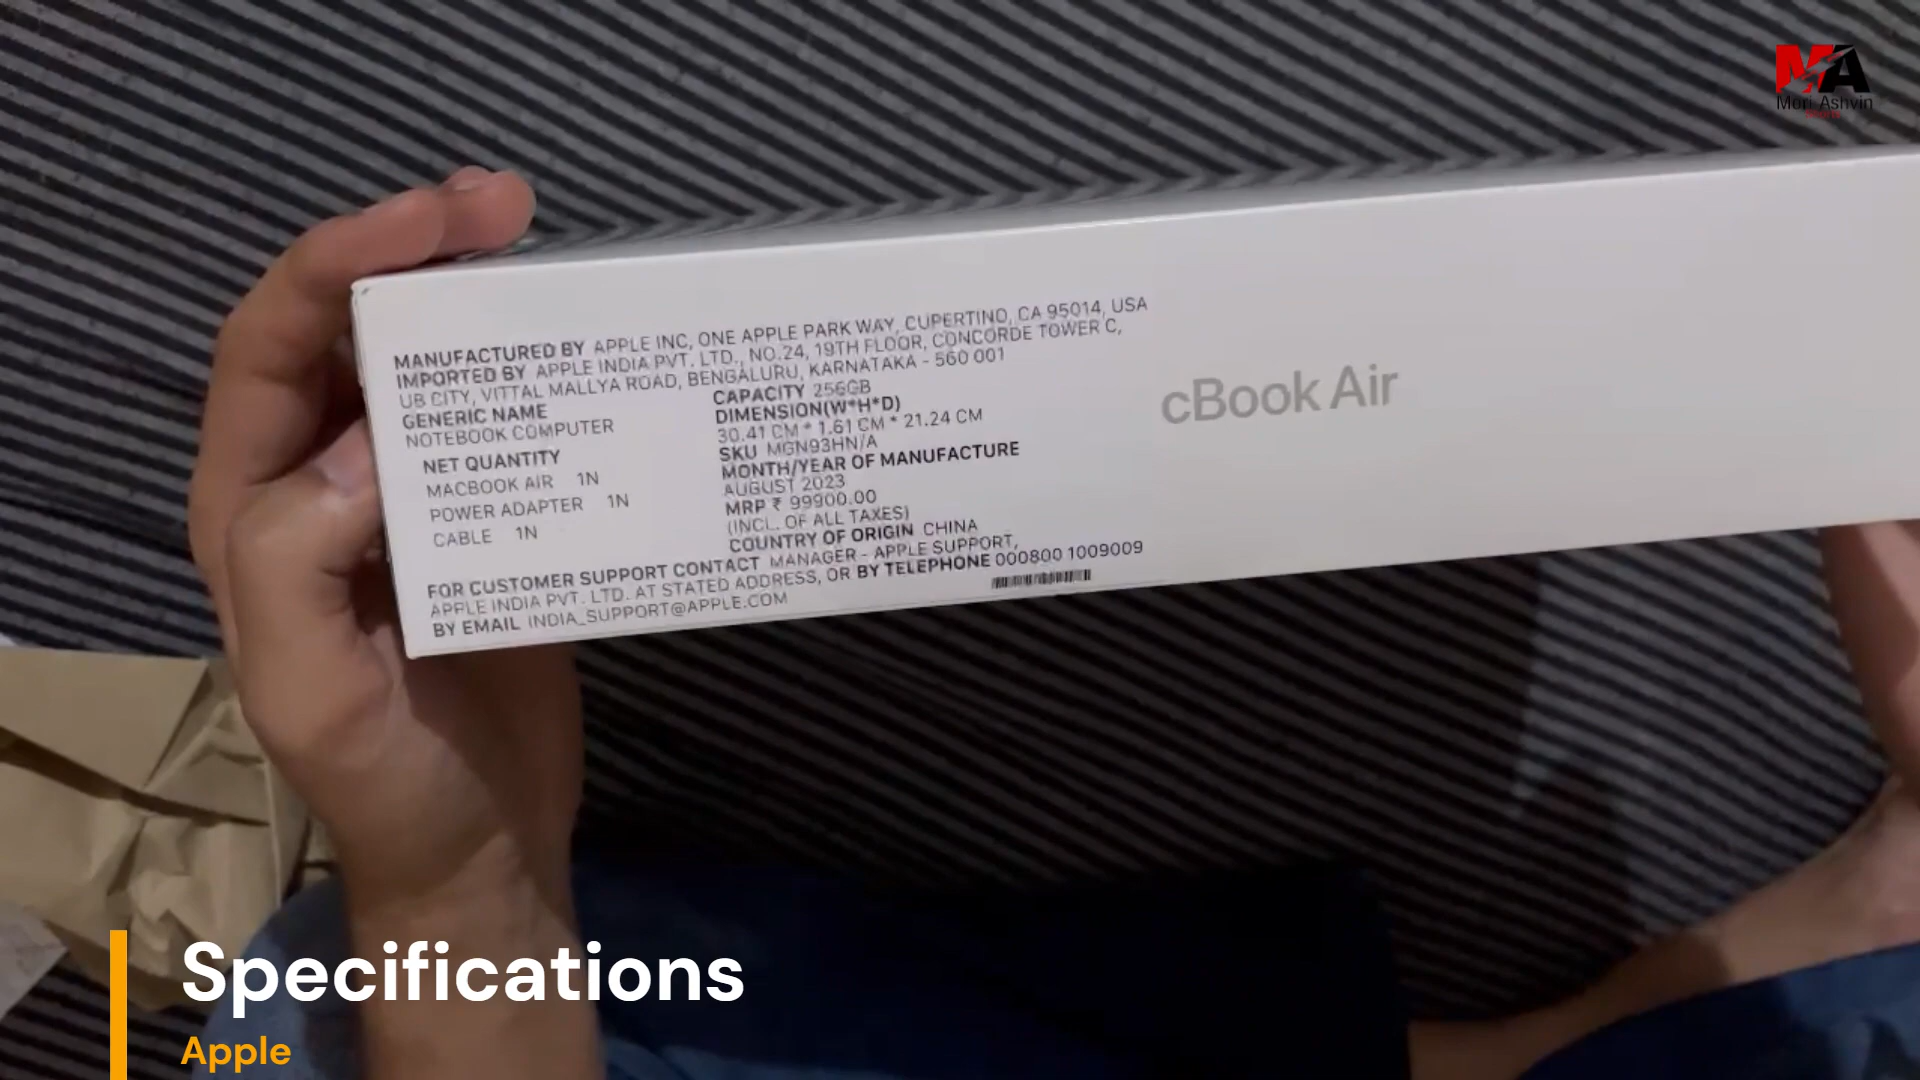 MA
Mori Ashvin
MANUFACTURED BY APPLE INC, ONE APPLE PARK WAY, CUPERTINO, CA 95014, USA
IMPORTED BY APPLE INDIA PVT. LTD., NO.24, 19TH FLOOR, CONCORDE TOWER C,
UB CITY, VITTAL MALLYA ROAD, BENGALURU, KARNATAKA - 560 001
GENERIC NAME
NOTEBOOK COMPUTER
NET QUANTITY
MACBOOK AIR 1N
POWER ADAPTER 1N
CABLE 1N
CAPACITY 256GB
DIMENSION(W*H*D)
30.41 CM * 1.61 CM * 21.24 CM
SKU MGN93HN/A
MONTH/YEAR OF MANUFACTURE
AUGUST 2023
MRP ₹ 99900.00
(INCL. OF ALL TAXES)
COUNTRY OF ORIGIN CHINA
FOR CUSTOMER SUPPORT CONTACT MANAGER - APPLE SUPPORT,
APPLE INDIA PVT. LTD. AT STATED ADDRESS, OR BY TELEPHONE 000800 1009009
BY EMAIL INDIA_SUPPORT@APPLE.COM
cBook Air
Specifications
Apple